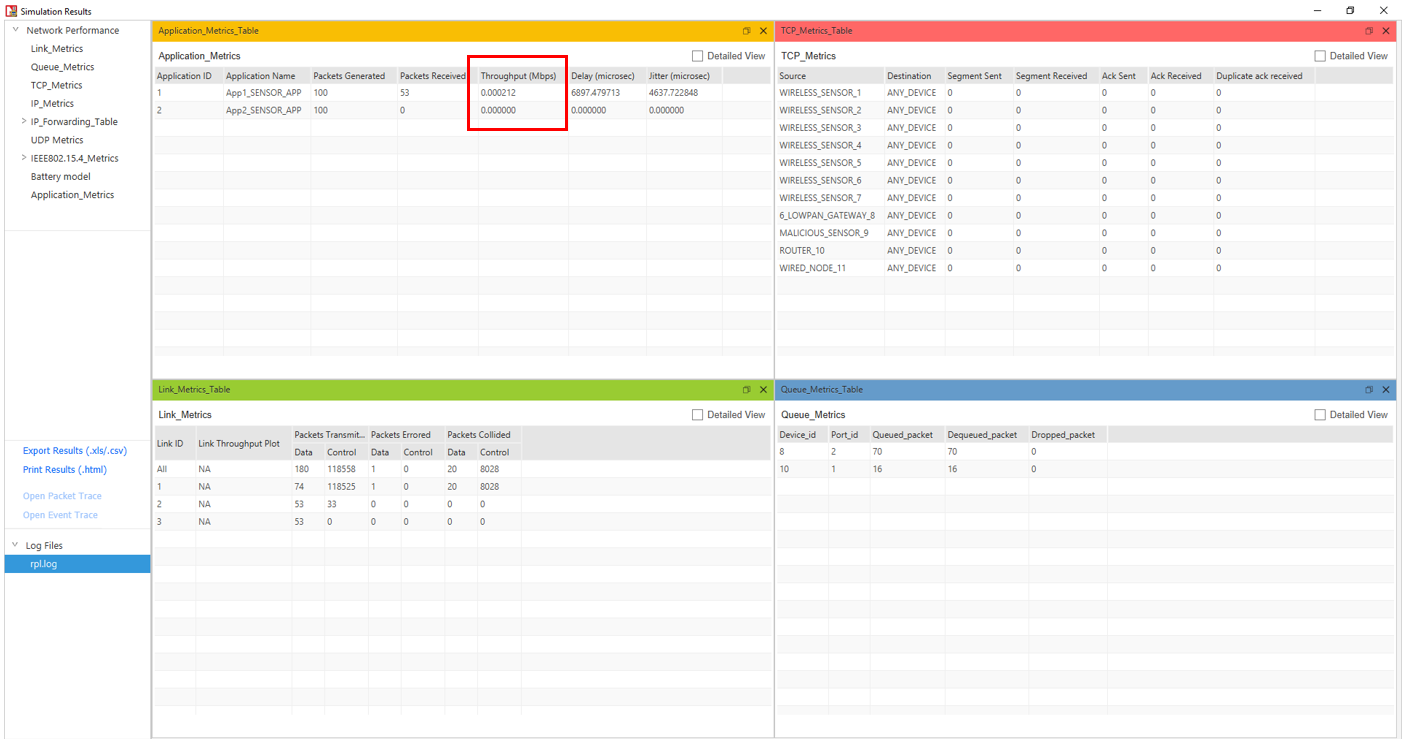 Simulation Results
Network Performance
Link_Metrics
Queue_Metrics
TCP_Metrics
IP_Metrics
IP_Forwarding_Table
UDP Metrics
IEEE802.15.4_Metrics
Battery model
Application_Metrics
Export Results (.xls/.csv)
Print Results (.html)
Open Packet Trace
Open Event Trace
Log Files
rpl.log
Application_Metrics_Table
Application_Metrics Detailed View
Application ID Application Name Packets Generated Packets Received Throughput (Mbps) Delay (microsec) Jitter (microsec)
1 App1_SENSOR_APP 100 53 0.000212 6897.479713 4637.722848
2 App2_SENSOR_APP 100 0 0.000000 0.000000 0.000000
TCP_Metrics_Table
TCP_Metrics Detailed View
Source Destination Segment Sent Segment Received Ack Sent Ack Received Duplicate ack received
WIRELESS_SENSOR_1 ANY_DEVICE 0 0 0 0 0
WIRELESS_SENSOR_2 ANY_DEVICE 0 0 0 0 0
WIRELESS_SENSOR_3 ANY_DEVICE 0 0 0 0 0
WIRELESS_SENSOR_4 ANY_DEVICE 0 0 0 0 0
WIRELESS_SENSOR_5 ANY_DEVICE 0 0 0 0 0
WIRELESS_SENSOR_6 ANY_DEVICE 0 0 0 0 0
WIRELESS_SENSOR_7 ANY_DEVICE 0 0 0 0 0
6_LOWPAN_GATEWAY_8 ANY_DEVICE 0 0 0 0 0
MALICIOUS_SENSOR_9 ANY_DEVICE 0 0 0 0 0
ROUTER_10 ANY_DEVICE 0 0 0 0 0
WIRED_NODE_11 ANY_DEVICE 0 0 0 0 0
Link_Metrics_Table
Link_Metrics Detailed View
Link ID Link Throughput Plot Packets Transmit... Packets Errored Packets Collided
Data Control Data Control Data Control
All NA 180 118558 1 0 20 8028
1 NA 74 118525 1 0 20 8028
2 NA 53 33 0 0 0 0
3 NA 53 0 0 0 0 0
Queue_Metrics_Table
Queue_Metrics Detailed View
Device_id Port_id Queued_packet Dequeued_packet Dropped_packet
8 2 70 70 0
10 1 16 16 0